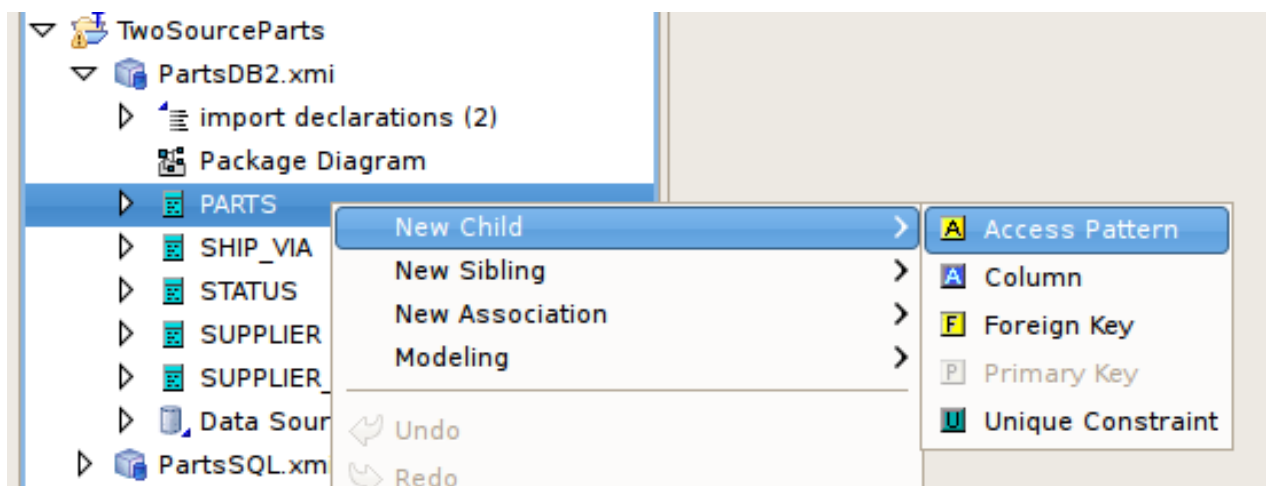 TwoSourceParts
PartsDB2.xmi
import declarations (2)
Package Diagram
PARTS
SHIP_VIA
STATUS
SUPPLIER
SUPPLIER_
Data Sour
PartsSQL.xm
New Child
New Sibling
New Association
Modeling
Undo
Redo
A Access Pattern
A Column
F Foreign Key
P Primary Key
U Unique Constraint